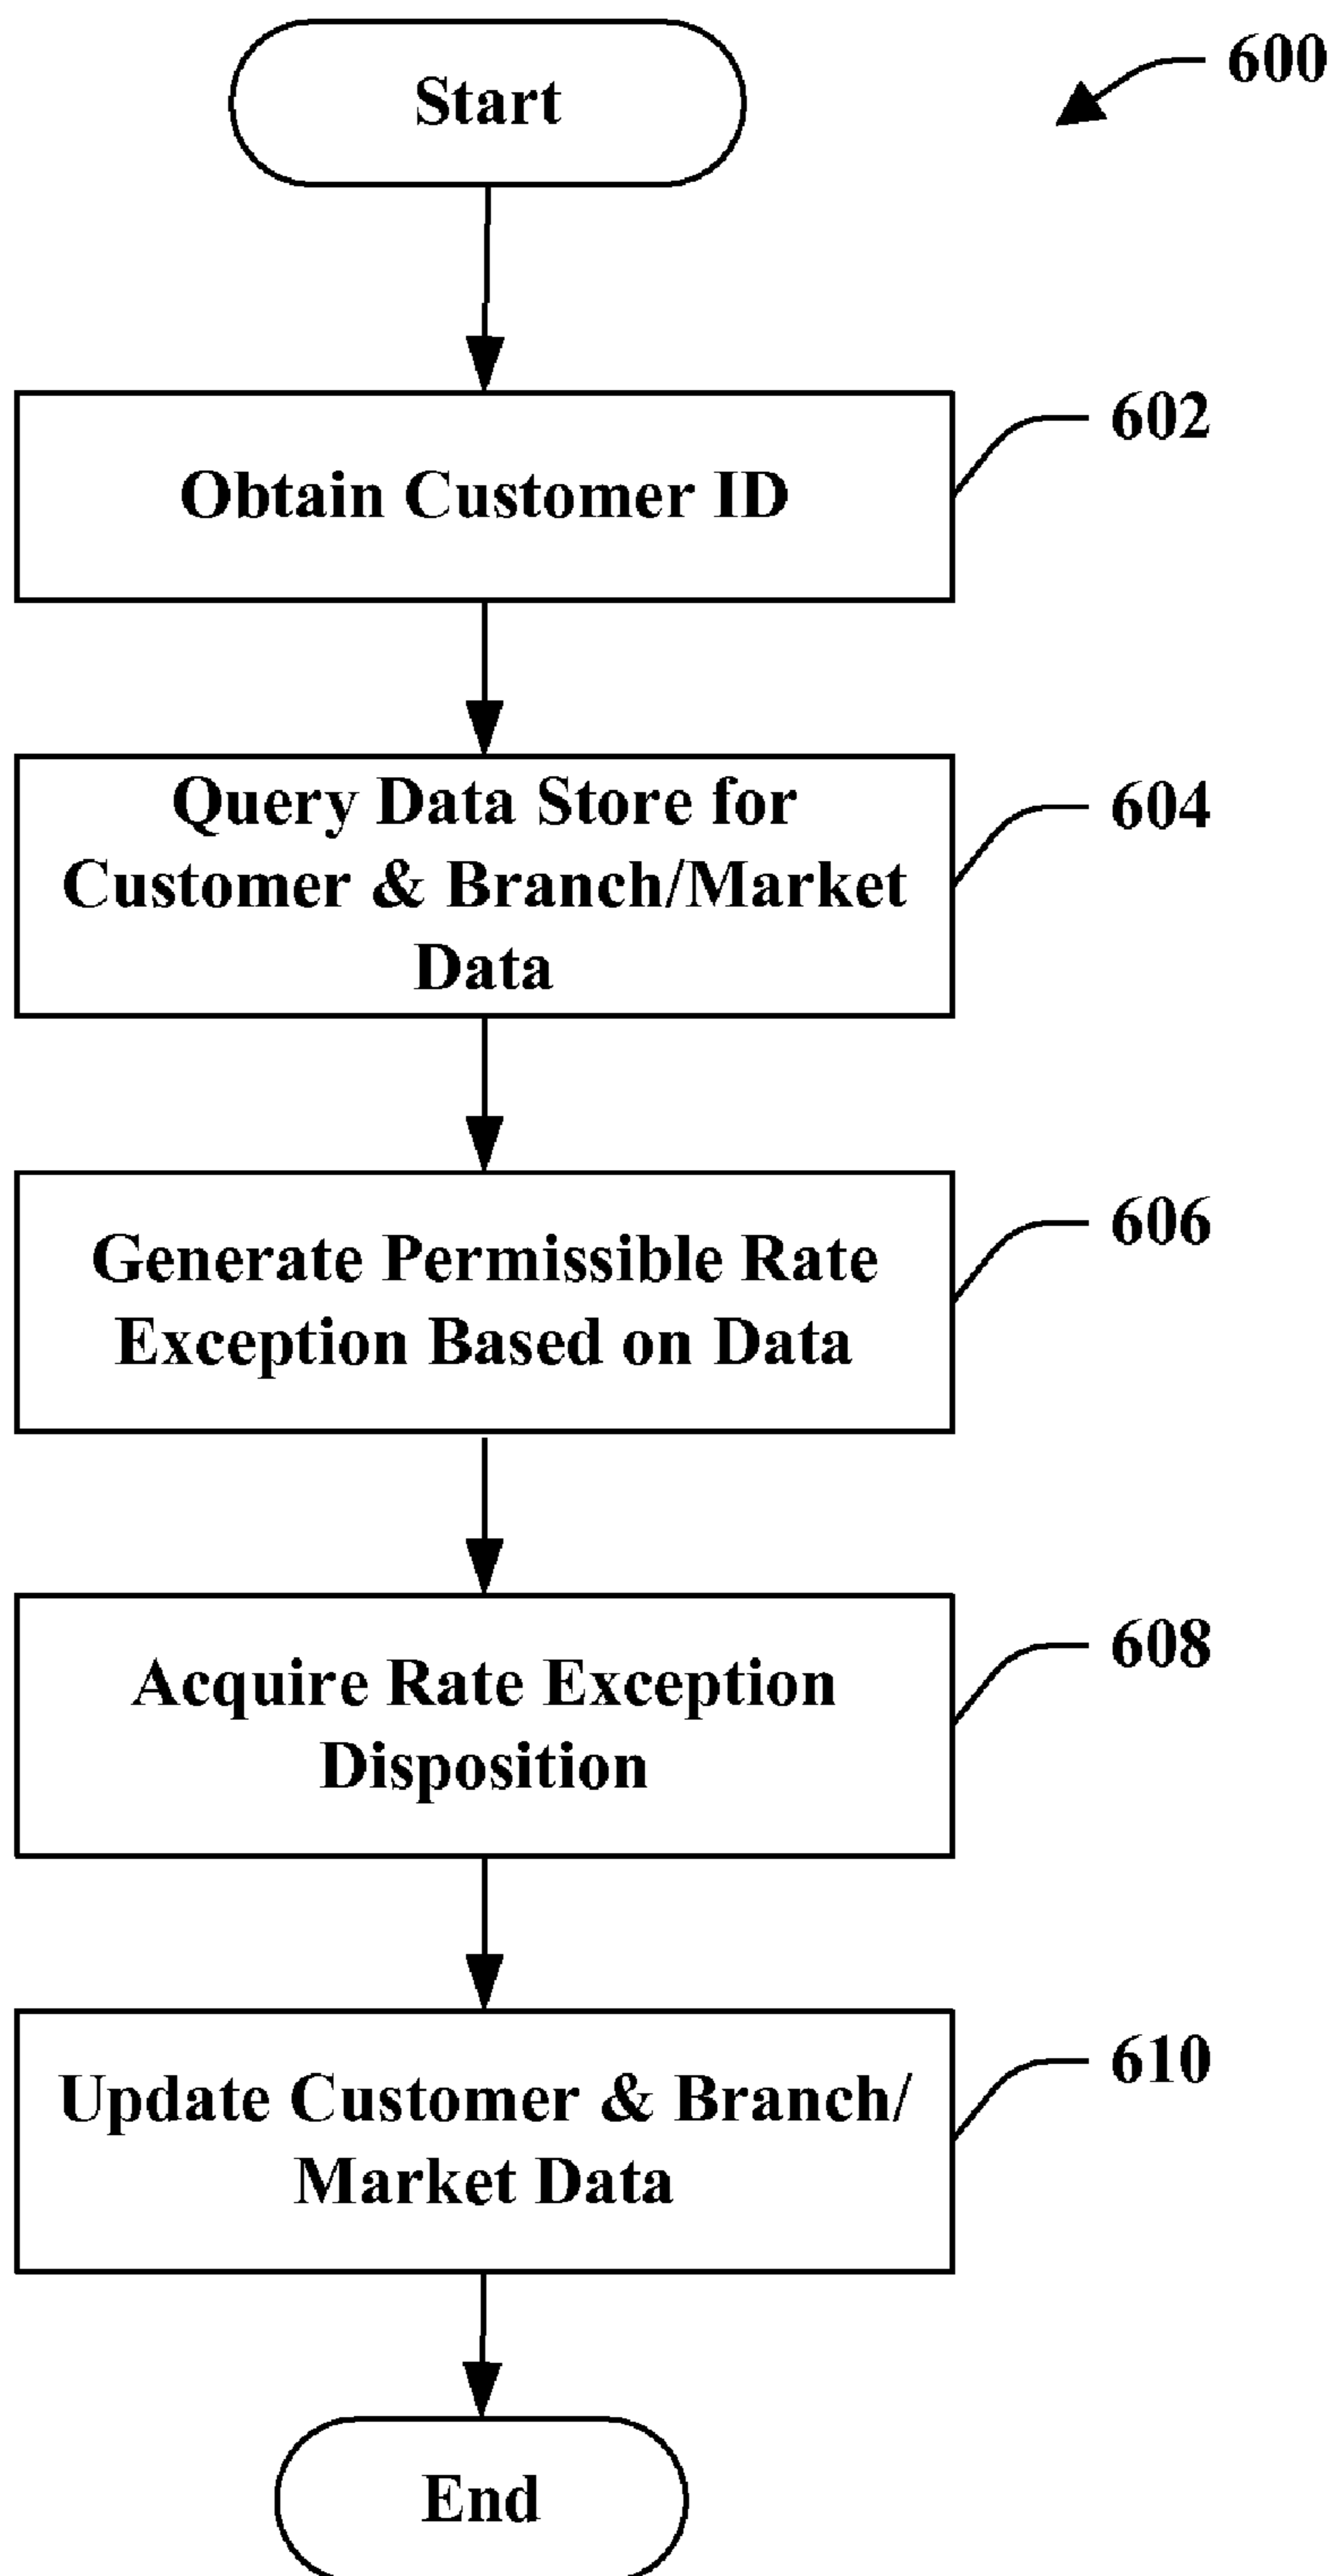 Start
600
Obtain Customer ID
602
Query Data Store for
Customer & Branch/Market
Data
604
Generate Permissible Rate
Exception Based on Data
606
Acquire Rate Exception
Disposition
608
Update Customer & Branch/
Market Data
610
End